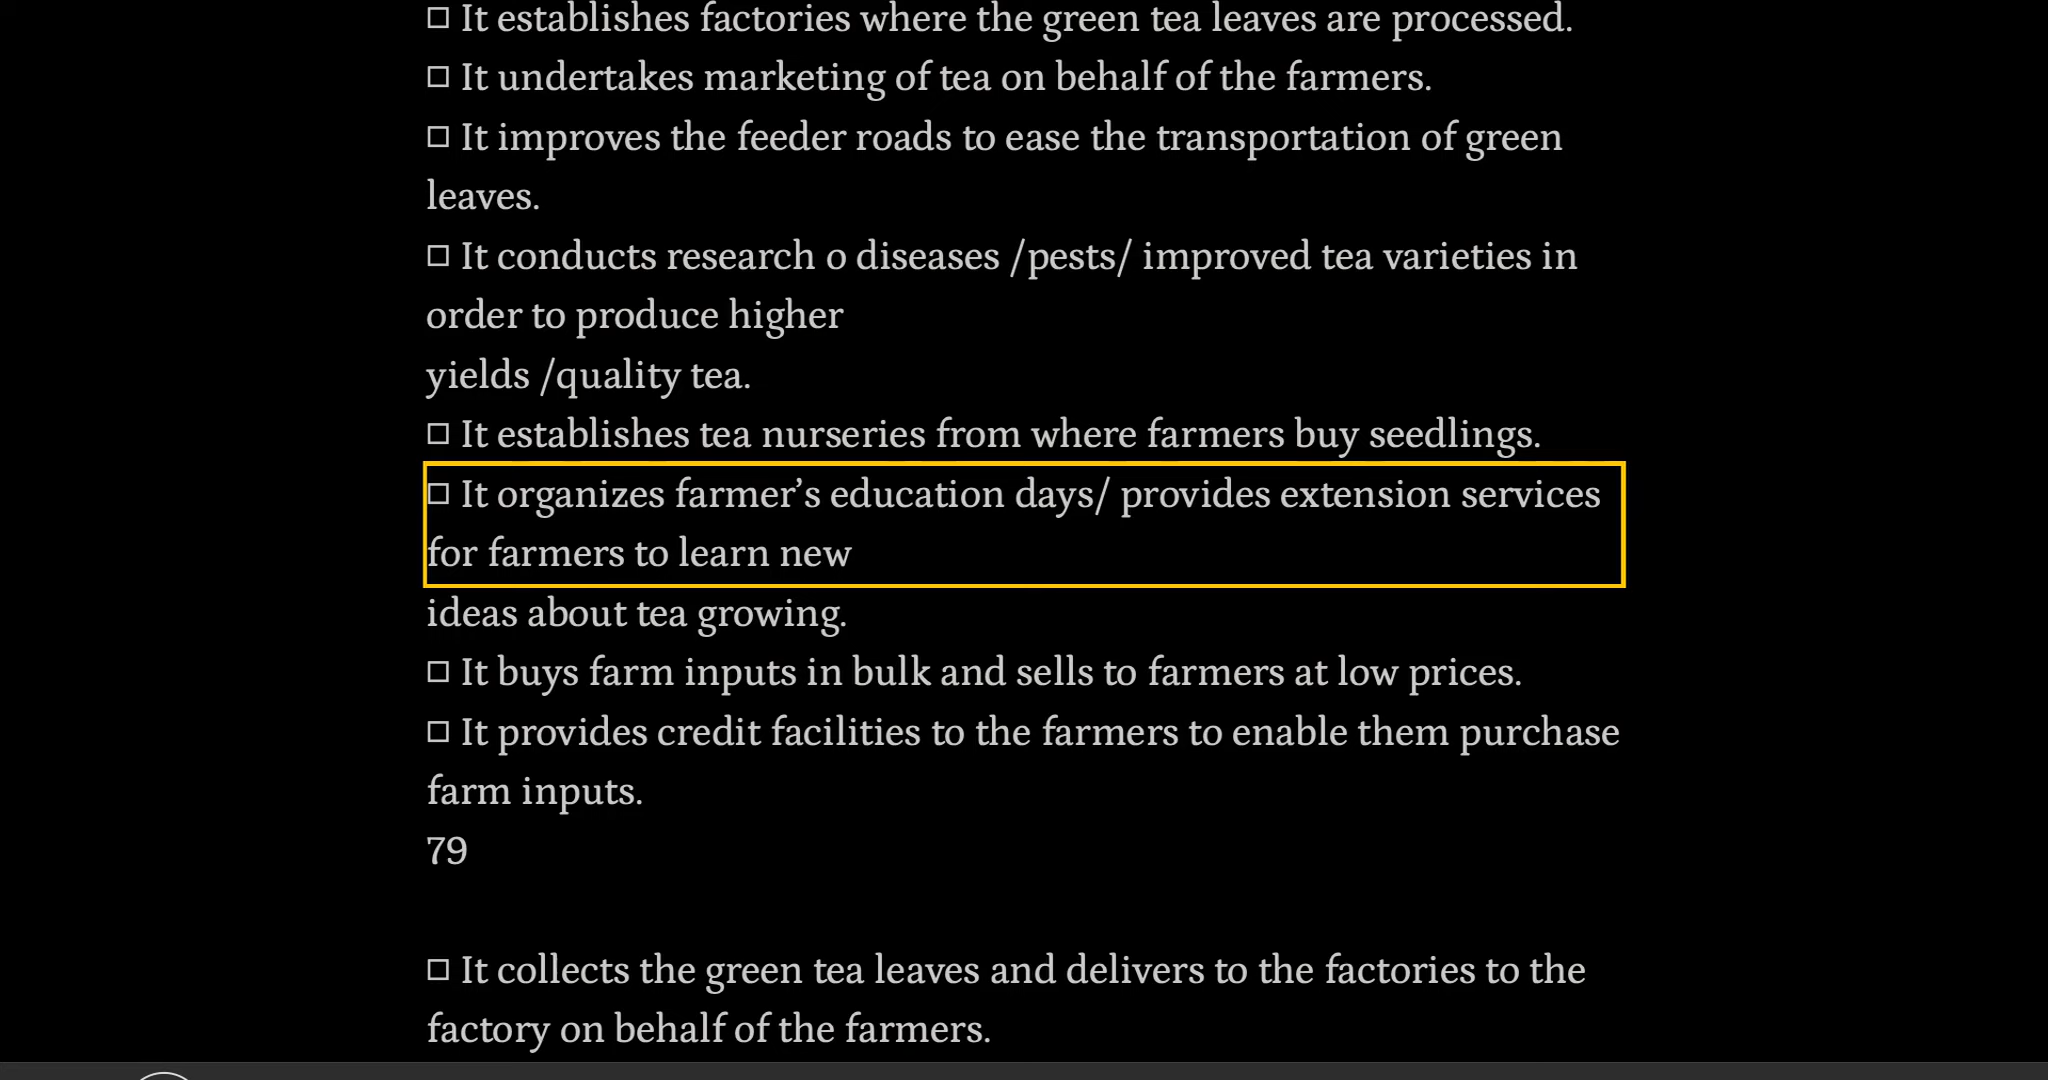 □ It establishes factories where the green tea leaves are processed.
□ It undertakes marketing of tea on behalf of the farmers.
□ It improves the feeder roads to ease the transportation of green
leaves.
□ It conducts research o diseases /pests/ improved tea varieties in
order to produce higher
yields /quality tea.
□ It establishes tea nurseries from where farmers buy seedlings.
□ It organizes farmer’s education days/ provides extension services
for farmers to learn new
ideas about tea growing.
□ It buys farm inputs in bulk and sells to farmers at low prices.
□ It provides credit facilities to the farmers to enable them purchase
farm inputs.
79
□ It collects the green tea leaves and delivers to the factories to the
factory on behalf of the farmers.